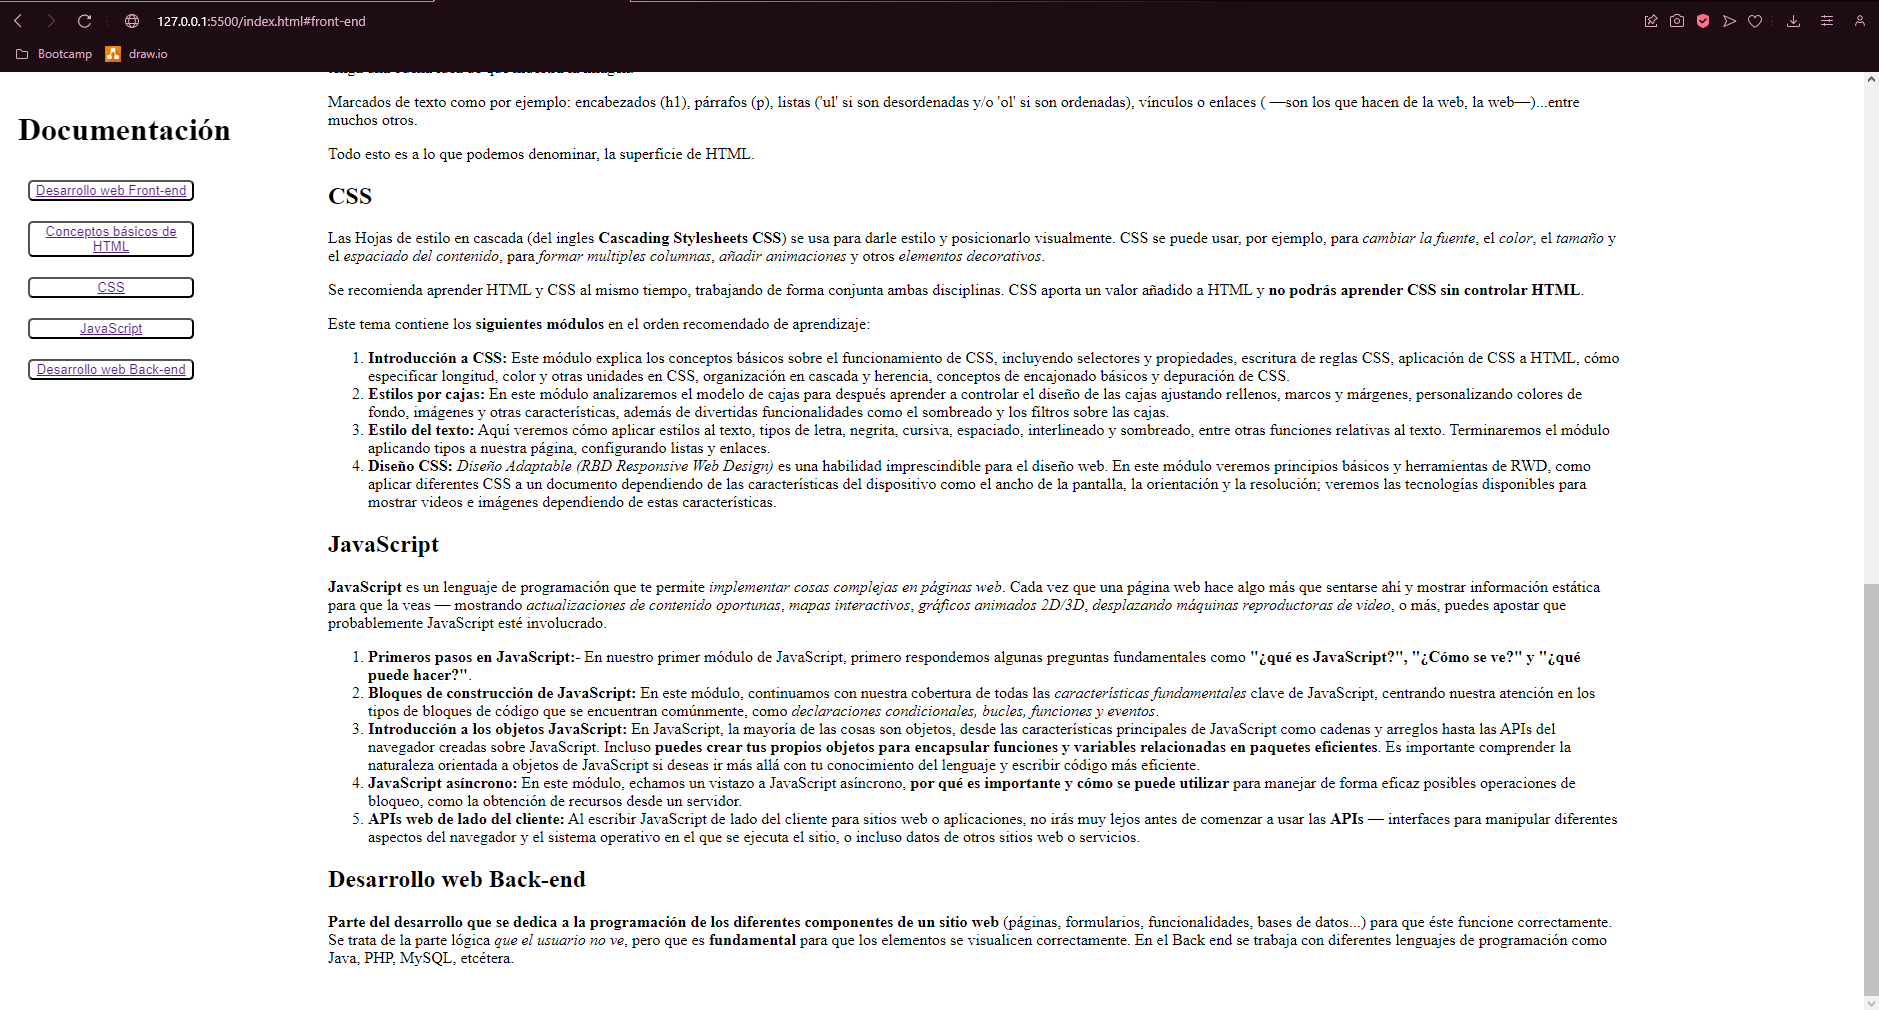 127.0.0.1:5500/index.html#front-end
Bootcamp
draw.io
Documentación
Desarrollo web Front-end
Conceptos básicos de
HTML
CSS
JavaScript
Desarrollo web Back-end
Marcados de texto como por ejemplo: encabezados (h1), párrafos (p), listas ('ul' si son desordenadas y/o 'ol' si son ordenadas), vínculos o enlaces ( —son los que hacen de la web, la web—)...entre
muchos otros.
Todo esto es a lo que podemos denominar, la superficie de HTML.
CSS
Las Hojas de estilo en cascada (del ingles Cascading Stylesheets CSS) se usa para darle estilo y posicionarlo visualmente. CSS se puede usar, por ejemplo, para cambiar la fuente, el color, el tamaño y
el espaciado del contenido, para formar multiples columnas, añadir animaciones y otros elementos decorativos.
Se recomienda aprender HTML y CSS al mismo tiempo, trabajando de forma conjunta ambas disciplinas. CSS aporta un valor añadido a HTML y no podrás aprender CSS sin controlar HTML.
Este tema contiene los siguientes módulos en el orden recomendado de aprendizaje:
1. Introducción a CSS: Este módulo explica los conceptos básicos sobre el funcionamiento de CSS, incluyendo selectores y propiedades, escritura de reglas CSS, aplicación de CSS a HTML, cómo
especificar longitud, color y otras unidades en CSS, organización en cascada y herencia, conceptos de encajonado básicos y depuración de CSS.
2. Estilos por cajas: En este módulo analizaremos el modelo de cajas para después aprender a controlar el diseño de las cajas ajustando rellenos, marcos y márgenes, personalizando colores de
fondo, imágenes y otras características, además de divertidas funcionalidades como el sombreado y los filtros sobre las cajas.
3. Estilo del texto: Aquí veremos cómo aplicar estilos al texto, tipos de letra, negrita, cursiva, espaciado, interlineado y sombreado, entre otras funciones relativas al texto. Terminaremos el módulo
aplicando tipos a nuestra página, configurando listas y enlaces.
4. Diseño CSS: Diseño Adaptable (RBD Responsive Web Design) es una habilidad imprescindible para el diseño web. En este módulo veremos principios básicos y herramientas de RWD, como
aplicar diferentes CSS a un documento dependiendo de las características del dispositivo como el ancho de la pantalla, la orientación y la resolución; veremos las tecnologías disponibles para
mostrar videos e imágenes dependiendo de estas características.
JavaScript
JavaScript es un lenguaje de programación que te permite implementar cosas complejas en páginas web. Cada vez que una página web hace algo más que sentarse ahí y mostrar información estática
para que la veas — mostrando actualizaciones de contenido oportunas, mapas interactivos, gráficos animados 2D/3D, desplazando máquinas reproductoras de video, o más, puedes apostar que
probablemente JavaScript esté involucrado.
1. Primeros pasos en JavaScript:- En nuestro primer módulo de JavaScript, primero respondemos algunas preguntas fundamentales como "¿qué es JavaScript?", "¿Cómo se ve?" y "¿qué
puede hacer?".
2. Bloques de construcción de JavaScript: En este módulo, continuamos con nuestra cobertura de todas las características fundamentales clave de JavaScript, centrando nuestra atención en los
tipos de bloques de código que se encuentran comúnmente, como declaraciones condicionales, bucles, funciones y eventos.
3. Introducción a los objetos JavaScript: En JavaScript, la mayoría de las cosas son objetos, desde las características principales de JavaScript como cadenas y arreglos hasta las APIs del
navegador creadas sobre JavaScript. Incluso puedes crear tus propios objetos para encapsular funciones y variables relacionadas en paquetes eficientes. Es importante comprender la
naturaleza orientada a objetos de JavaScript si deseas ir más allá con tu conocimiento del lenguaje y escribir código más eficiente.
4. JavaScript asíncrono: En este módulo, echamos un vistazo a JavaScript asíncrono, por qué es importante y cómo se puede utilizar para manejar de forma eficaz posibles operaciones de
bloqueo, como la obtención de recursos desde un servidor.
5. APIs web de lado del cliente: Al escribir JavaScript de lado del cliente para sitios web o aplicaciones, no irás muy lejos antes de comenzar a usar las APIs — interfaces para manipular diferentes
aspectos del navegador y el sistema operativo en el que se ejecuta el sitio, o incluso datos de otros sitios web o servicios.
Desarrollo web Back-end
Parte del desarrollo que se dedica a la programación de los diferentes componentes de un sitio web (páginas, formularios, funcionalidades, bases de datos...) para que éste funcione correctamente.
Se trata de la parte lógica que el usuario no ve, pero que es fundamental para que los elementos se visualicen correctamente. En el Back end se trabaja con diferentes lenguajes de programación como
Java, PHP, MySQL, etcétera.